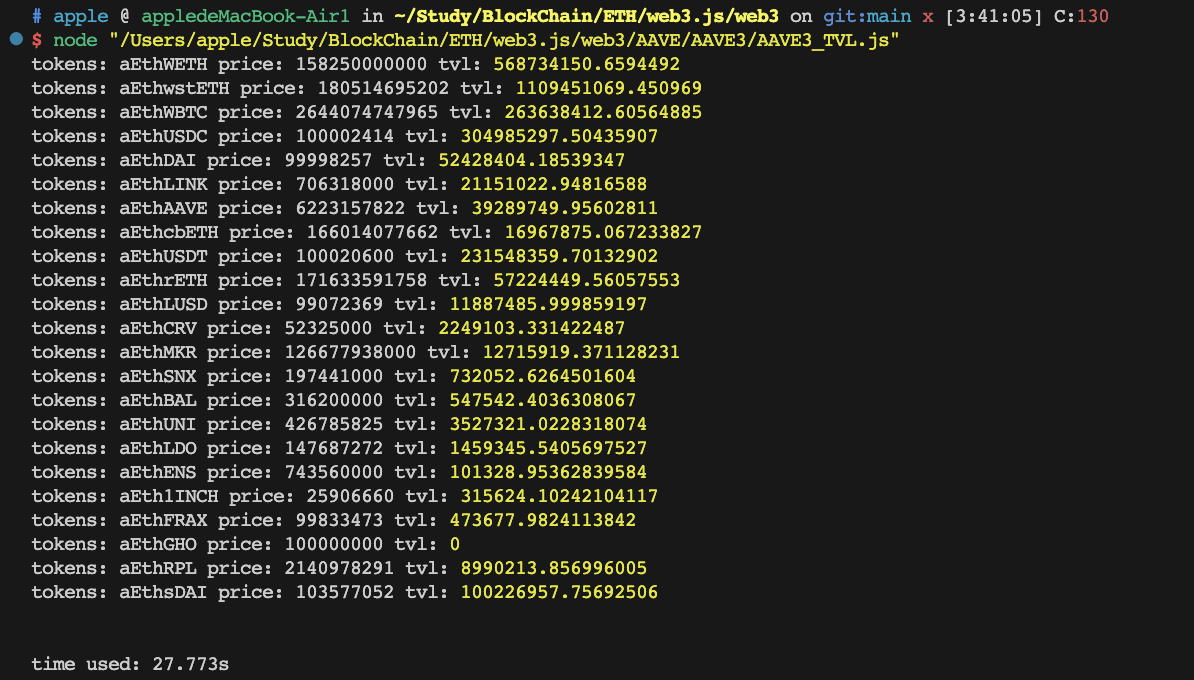 # apple @ appledeMacBook-Air1 in ~/Study/BlockChain/ETH/web3.js/web3 on git:main x [3:41:05] C:130
$ node "/Users/apple/Study/BlockChain/ETH/web3.js/web3/AAVE/AAVE3/AAVE3_TVL.js"
tokens: aEthWETH price: 158250000000 tvl: 568734150.6594492
tokens: aEthwstETH price: 180514695202 tvl: 1109451069.450969
tokens: aEthWBTC price: 2644074747965 tvl: 263638412.60564885
tokens: aEthUSDC price: 100002414 tvl: 304985297.50435907
tokens: aEthDAI price: 99998257 tvl: 52428404.18539347
tokens: aEthLINK price: 706318000 tvl: 21151022.94816588
tokens: aEthAAVE price: 6223157822 tvl: 39289749.95602811
tokens: aEthcbETH price: 166014077662 tvl: 16967875.067233827
tokens: aEthUSDT price: 100020600 tvl: 231548359.70132902
tokens: aEthrETH price: 171633591758 tvl: 57224449.56057553
tokens: aEthLUSD price: 99072369 tvl: 11887485.999859197
tokens: aEthCRV price: 52325000 tvl: 2249103.331422487
tokens: aEthMKR price: 126677938000 tvl: 12715919.371128231
tokens: aEthSNX price: 197441000 tvl: 732052.6264501604
tokens: aEthBAL price: 316200000 tvl: 547542.4036308067
tokens: aEthUNI price: 426785825 tvl: 3527321.0228318074
tokens: aEthLDO price: 147687272 tvl: 1459345.5405697527
tokens: aEthENS price: 743560000 tvl: 101328.95362839584
tokens: aEth1INCH price: 25906660 tvl: 315624.10242104117
tokens: aEthFRAX price: 99833473 tvl: 473677.9824113842
tokens: aEthGHO price: 100000000 tvl: 0
tokens: aEthRPL price: 2140978291 tvl: 8990213.856996005
tokens: aEthsDAI price: 103577052 tvl: 100226957.75692506
time used: 27.773s